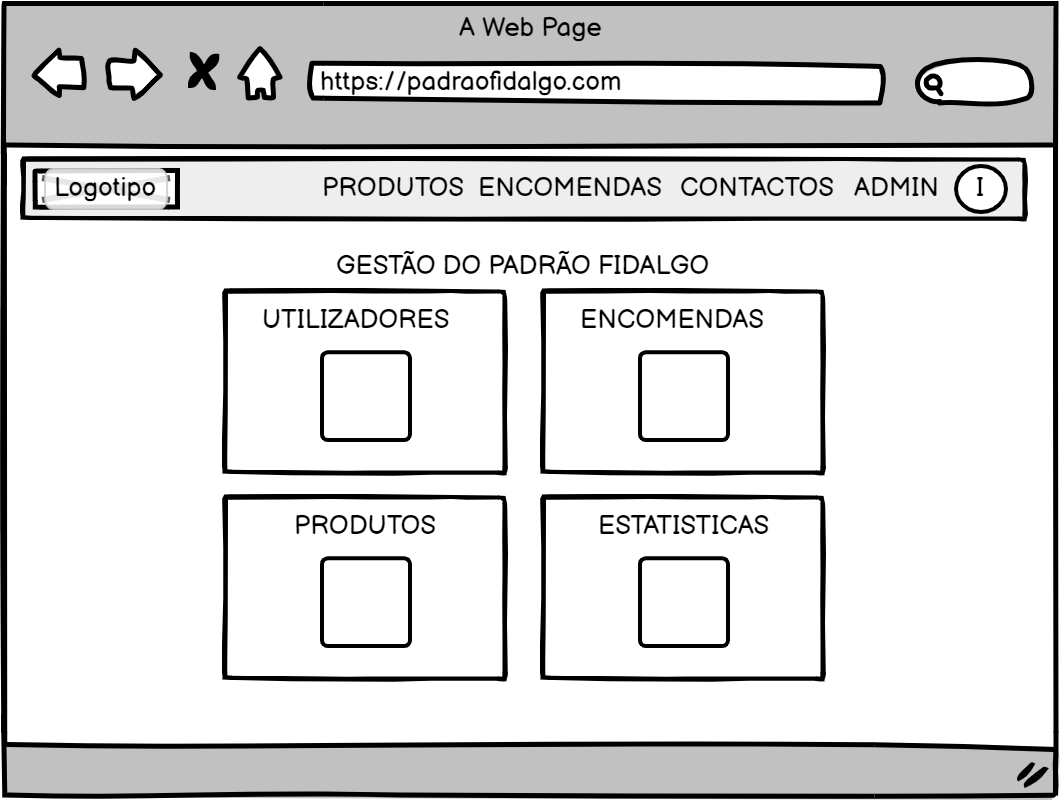 A Web Page
https://padraofidalgo.com
Logotipo PRODUTOS ENCOMENDAS CONTACTOS ADMIN I
GESTÃO DO PADRÃO FIDALGO
UTILIZADORES
ENCOMENDAS
PRODUTOS
ESTATISTICAS